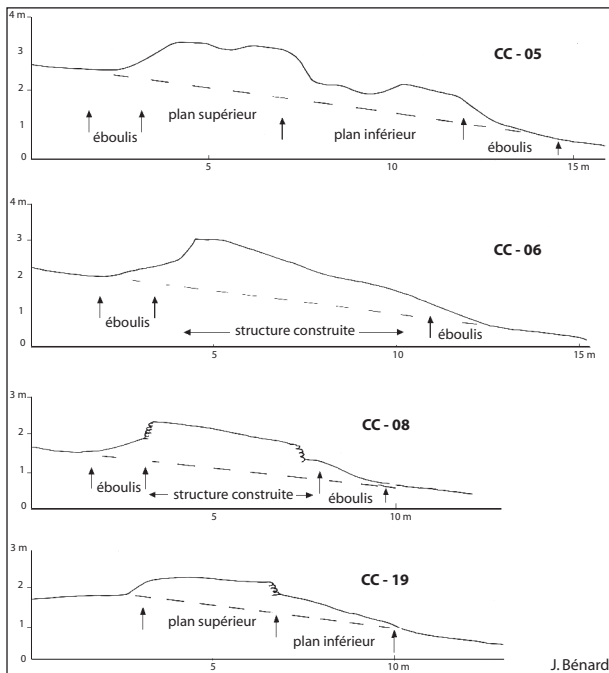 4 m
CC - 05
3
2
plan supérieur
plan inférieur
1
éboulis
éboulis
0
5
10
15 m
4 m
CC - 06
3
2
1
éboulis
structure construite
éboulis
0
5
10
15 m
3 m
CC - 08
2
1
éboulis
structure construite
éboulis
0
5
10 m
3 m
CC - 19
2
1
plan supérieur
plan inférieur
0
5
10 m
J. Bénard